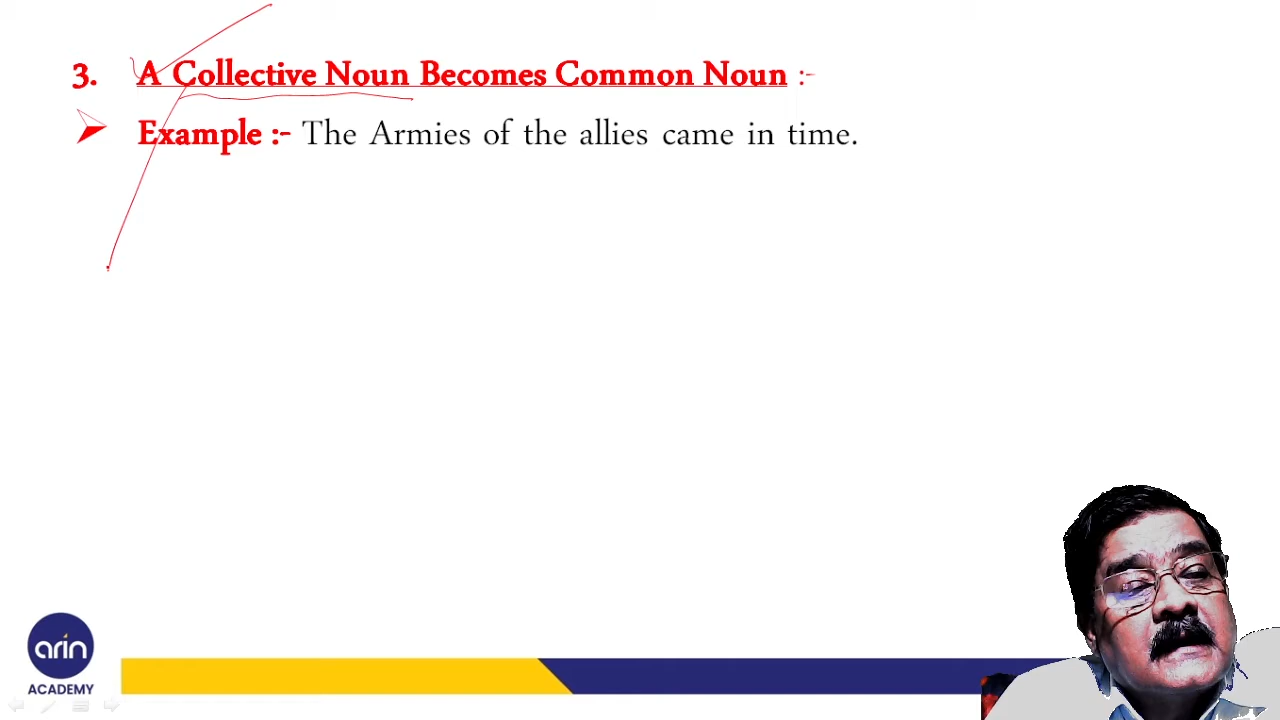 3. A Collective Noun Becomes Common Noun :-
Example :- The Armies of the allies came in time.
arin
ACADEMY